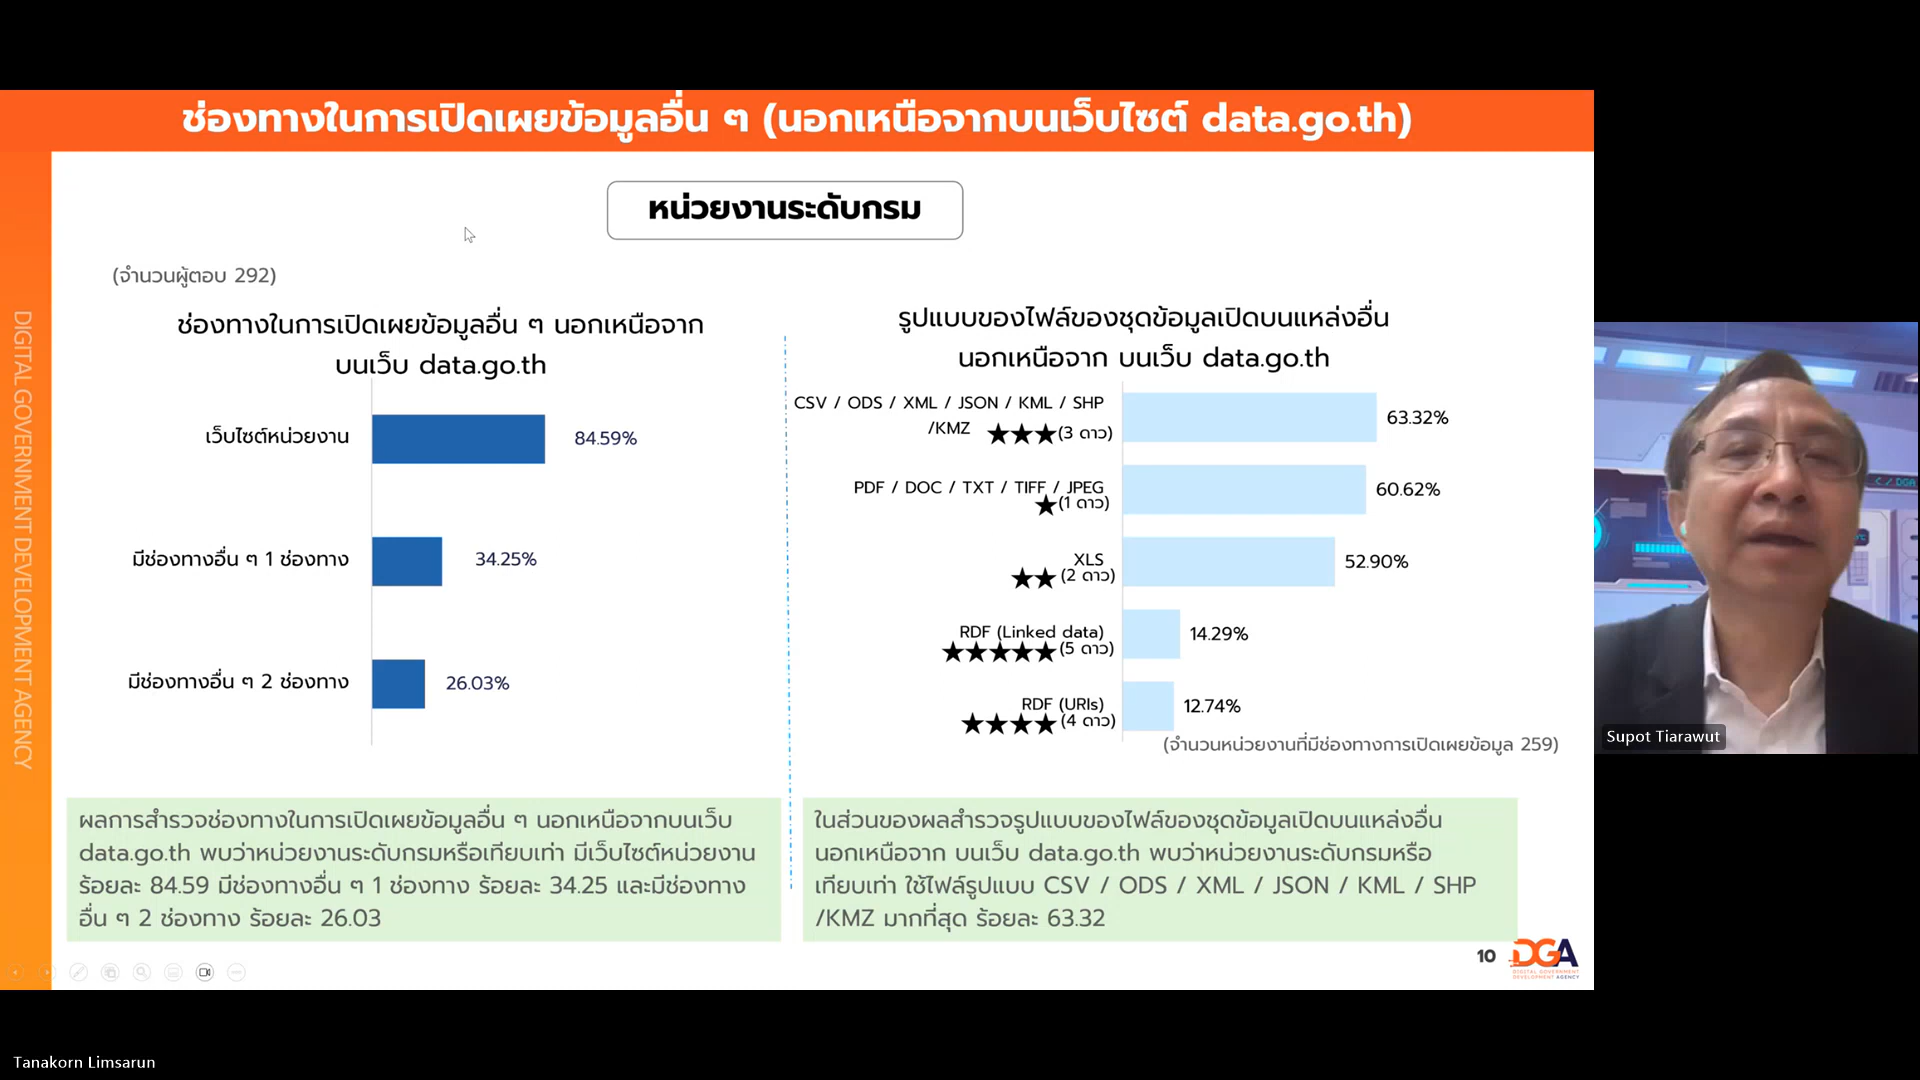 ช่องทางในการเปิดเผยข้อมูลอื่น ๆ (นอกเหนือจากบนเว็บไซต์ data.go.th)
หน่วยงานระดับกรม
(จำนวนผู้ตอบ 292)
ช่องทางในการเปิดเผยข้อมูลอื่น ๆ นอกเหนือจาก
บนเว็บ data.go.th
เว็บไซต์หน่วยงาน
84.59%
มีช่องทางอื่น ๆ 1 ช่องทาง
34.25%
มีช่องทางอื่น ๆ 2 ช่องทาง
26.03%
รูปแบบของไฟล์ของชุดข้อมูลเปิดบนแหล่งอื่น
นอกเหนือจาก บนเว็บ data.go.th
CSV / ODS / XML / JSON / KML / SHP
/KMZ ★★★(3 ดาว)
63.32%
PDF / DOC / TXT / TIFF / JPEG
★(1 ดาว)
60.62%
XLS
★★(2 ดาว)
52.90%
RDF (Linked data)
★★★★★(5 ดาว)
14.29%
RDF (URIs)
★★★★(4 ดาว)
12.74%
(จำนวนหน่วยงานที่มีช่องทางการเปิดเผยข้อมูล 259)
ผลการสำรวจช่องทางในการเปิดเผยข้อมูลอื่น ๆ นอกเหนือจากบนเว็บ
data.go.th พบว่าหน่วยงานระดับกรมหรือเทียบเท่า มีเว็บไซต์หน่วยงาน
ร้อยละ 84.59 มีช่องทางอื่น ๆ 1 ช่องทาง ร้อยละ 34.25 และมีช่องทาง
อื่น ๆ 2 ช่องทาง ร้อยละ 26.03
ในส่วนของผลสำรวจรูปแบบของไฟล์ของชุดข้อมูลเปิดบนแหล่งอื่น
นอกเหนือจาก บนเว็บ data.go.th พบว่าหน่วยงานระดับกรมหรือ
เทียบเท่า ใช้ไฟล์รูปแบบ CSV / ODS / XML / JSON / KML / SHP
/KMZ มากที่สุด ร้อยละ 63.32
10
DGA
DIGITAL GOVERNMENT
DEVELOPMENT AGENCY
DIGITAL GOVERNMENT DEVELOPMENT AGENCY
Supot Tiarawut
Tanakorn Limsarun